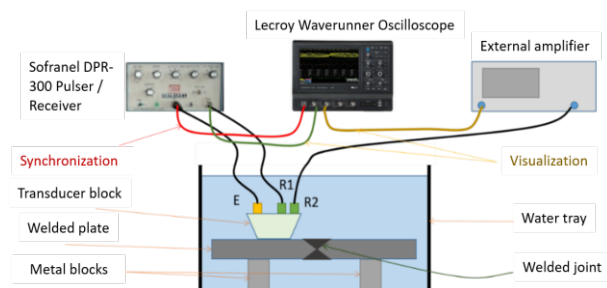 Lecroy Waverunner Oscilloscope
External amplifier
Sofranel DPR-
300 Pulser /
Receiver
Synchronization
Visualization
Transducer block
E
R1
R2
Welded plate
Water tray
Metal blocks
Welded joint